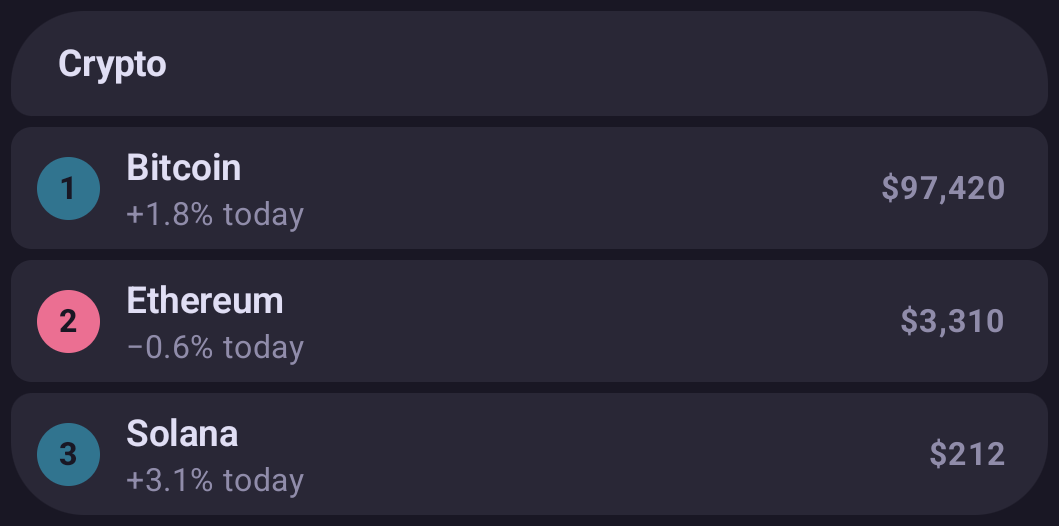 Crypto
1
Bitcoin
+1.8% today
$97,420
2
Ethereum
−0.6% today
$3,310
3
Solana
+3.1% today
$212